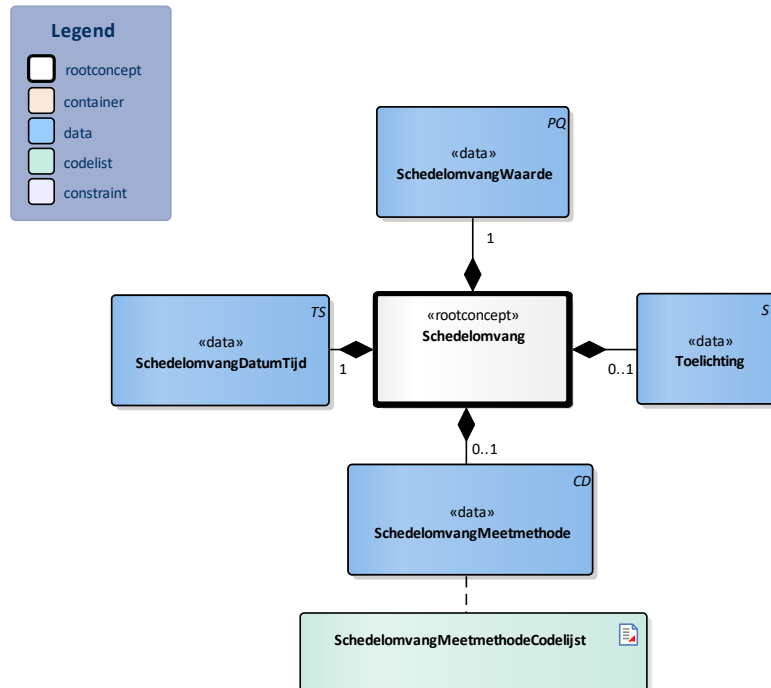 Legend
rootconcept
container
data
codelist
constraint
PQ
«data»
SchedelomvangWaarde
1
TS
«data»
SchedelomvangDatumTijd
1
«rootconcept»
Schedelomvang
S
«data»
Toelichting
0..1
0..1
CD
«data»
SchedelomvangMeetmethode
SchedelomvangMeetmethodeCodelijst